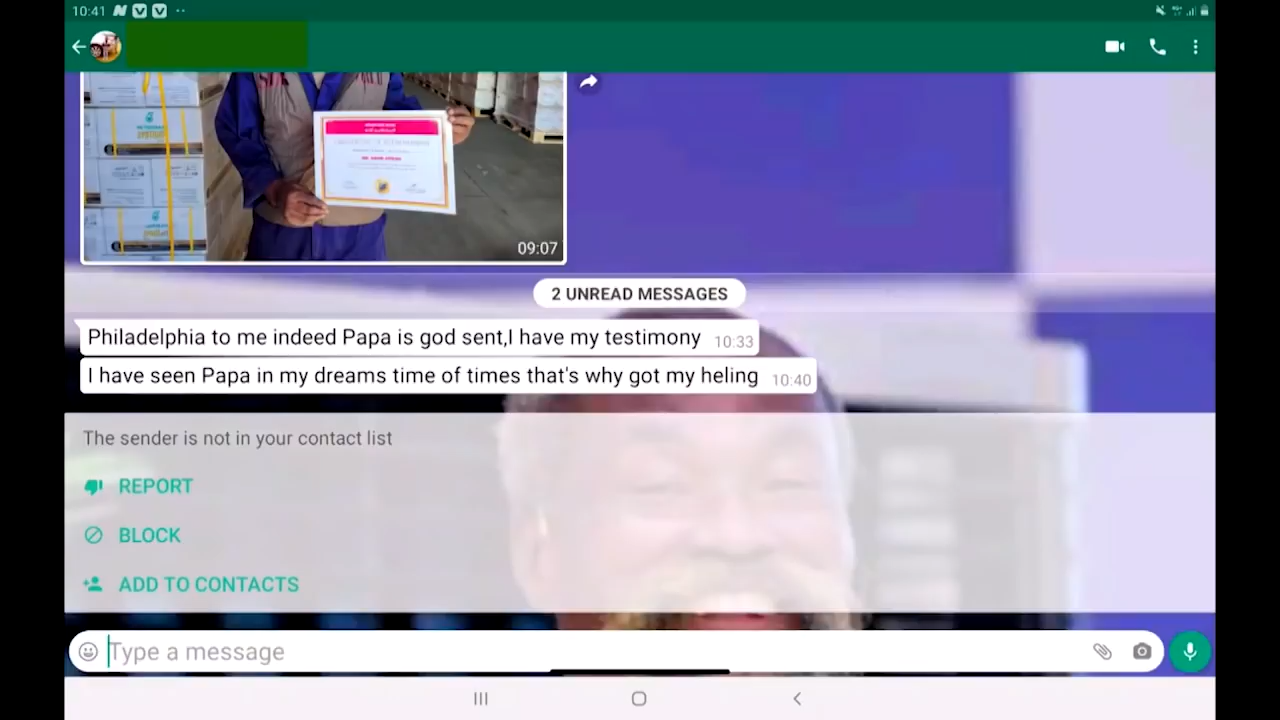 10:41
09:07
2 UNREAD MESSAGES
Philadelphia to me indeed Papa is god sent,I have my testimony 10:33
I have seen Papa in my dreams time of times that's why got my heling 10:40
The sender is not in your contact list
REPORT
BLOCK
ADD TO CONTACTS
Type a message